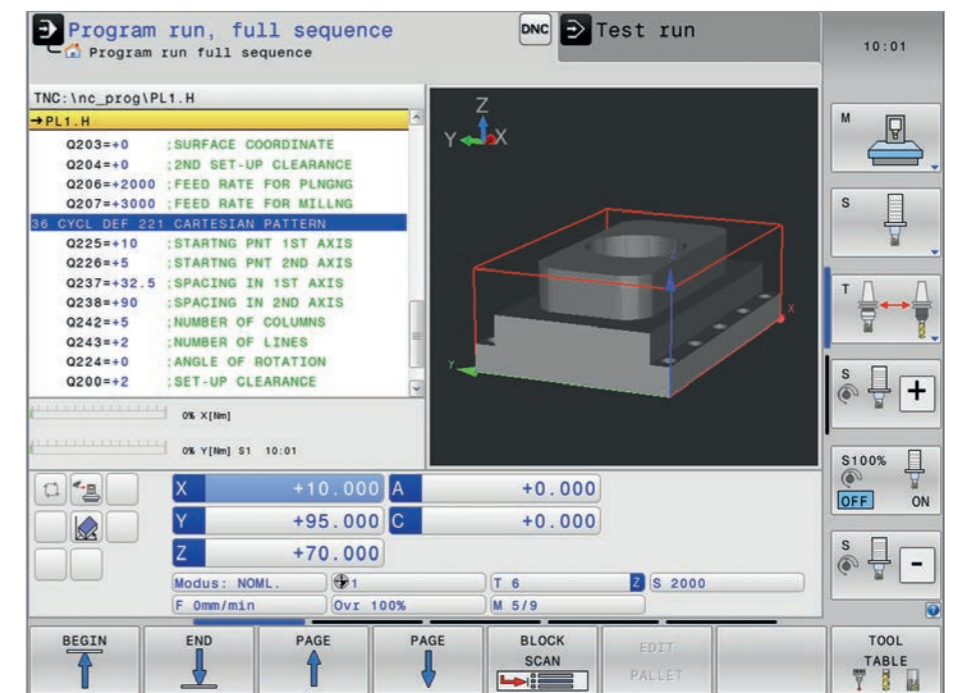 Program run, full sequence
Program run full sequence
DNC
Test run
10:01
TNC:\nc_prog\PL1.H
→PL1.H
Q203=+0 ;SURFACE COORDINATE
Q204=+0 ;2ND SET-UP CLEARANCE
Q206=+2000 ;FEED RATE FOR PLNGNG
Q207=+3000 ;FEED RATE FOR MILLNG
36 CYCL DEF 221 CARTESIAN PATTERN
Q225=+10 ;STARTNG PNT 1ST AXIS
Q226=+5 ;STARTNG PNT 2ND AXIS
Q237=+32.5 ;SPACING IN 1ST AXIS
Q238=+90 ;SPACING IN 2ND AXIS
Q242=+5 ;NUMBER OF COLUMNS
Q243=+2 ;NUMBER OF LINES
Q224=+0 ;ANGLE OF ROTATION
Q200=+2 ;SET-UP CLEARANCE
Z
Y X
Z
X
Y
0% X[Nm]
0% Y[Nm] S1 10:01
X +10.000 A +0.000
Y +95.000 C +0.000
Z +70.000
Modus: NOML. 1 T 6 Z S 2000
F 0mm/min Ovr 100% M 5/9
M
S
T
S
+
S100%
OFF ON
S
-
?
BEGIN
END
PAGE
PAGE
BLOCK
SCAN
EDIT
PALLET
TOOL
TABLE